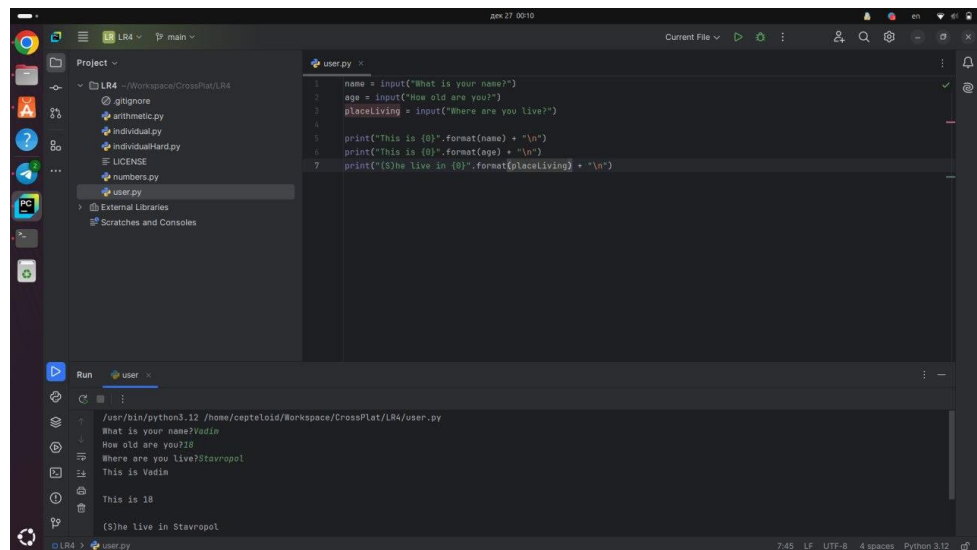 дек 27 00:10
en
LR LR4 main
Current File
Project
user.py
LR4 ~/Workspace/CrossPlat/LR4
.gitignore
arithmetic.py
individual.py
individualHard.py
LICENSE
numbers.py
user.py
External Libraries
Scratches and Consoles
1 name = input("What is your name?")
2 age = input("How old are you?")
3 placeLiving = input("Where are you live?")
4
5 print("This is {0}".format(name) + "\n")
6 print("This is {0}".format(age) + "\n")
7 print("(S)he live in {0}".format(placeLiving) + "\n")
2
PC
Run user
/usr/bin/python3.12 /home/cepteloid/Workspace/CrossPlat/LR4/user.py
What is your name?Vadim
How old are you?18
Where are you live?Stavropol
This is Vadim
This is 18
(S)he live in Stavropol
LR4 > user.py
7:45 LF UTF-8 4 spaces Python 3.12